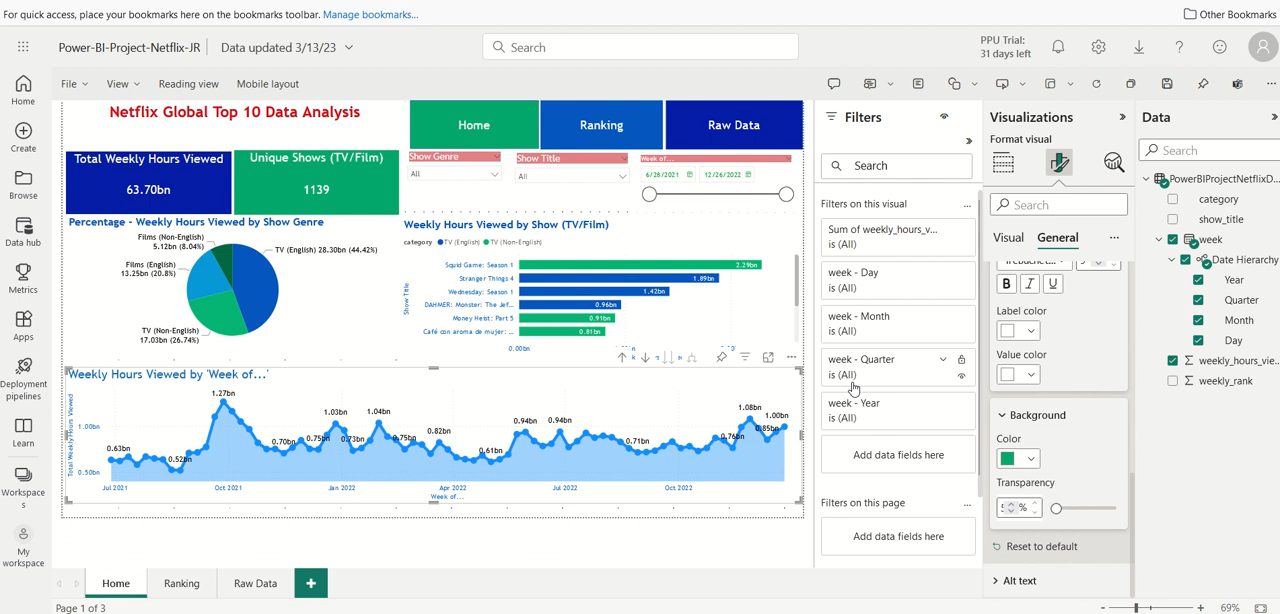 For quick access, place your bookmarks here on the bookmarks toolbar. Manage bookmarks...
Other Bookmarks
Power-BI-Project-Netflix-JR
Data updated 3/13/23
Search
PPU Trial:
31 days left
File
View
Reading view
Mobile layout
Home
Create
Browse
Data hub
Metrics
Apps
Deployment
pipelines
Learn
Workspace
s
My
workspace
Netflix Global Top 10 Data Analysis
Home
Ranking
Raw Data
Total Weekly Hours Viewed
63.70bn
Unique Shows (TV/Film)
1139
Show Genre
All
Show Title
All
Week of...
6/28/2021
12/26/2022
Percentage - Weekly Hours Viewed by Show Genre
Films (Non-English)
5.12bn (8.04%)
Films (English)
13.25bn (20.8%)
TV (English) 28.30bn (44.42%)
TV (Non-English)
17.03bn (26.74%)
Weekly Hours Viewed by Show (TV/Film)
category
TV (English)
TV (Non-English)
Show Title
Squid Game: Season 1
2.29bn
Stranger Things 4
1.89bn
Wednesday: Season 1
1.42bn
DAHMER: Monster: The Jef...
0.96bn
Money Heist: Part 5
0.91bn
Café con aroma de mujer: ...
0.81bn
0.00bn
Weekly Hours Viewed by 'Week of...'
Total Weekly Hours Viewed
1.00bn
0.50bn
0.63bn
0.52bn
1.27bn
0.70bn
0.75bn
1.03bn
0.73bn
1.04bn
0.75bn
0.82bn
0.61bn
0.94bn
0.94bn
0.71bn
0.76bn
1.08bn
0.85bn
1.00bn
Jul 2021
Oct 2021
Jan 2022
Apr 2022
Jul 2022
Oct 2022
Week of...
Filters
Search
Filters on this visual
...
Sum of weekly_hours_v...
is (All)
week - Day
is (All)
week - Month
is (All)
week - Quarter
is (All)
week - Year
is (All)
Add data fields here
Filters on this page
...
Add data fields here
Visualizations
Format visual
Search
Visual
General
...
B
I
U
Label color
Value color
Background
Color
Transparency
%
Reset to default
Alt text
Data
Search
PowerBIProjectNetflixD...
category
show_title
week
Date Hierarchy
Year
Quarter
Month
Day
Σ weekly_hours_vie...
Σ weekly_rank
Home
Ranking
Raw Data
+
Page 1 of 3
- + 69%